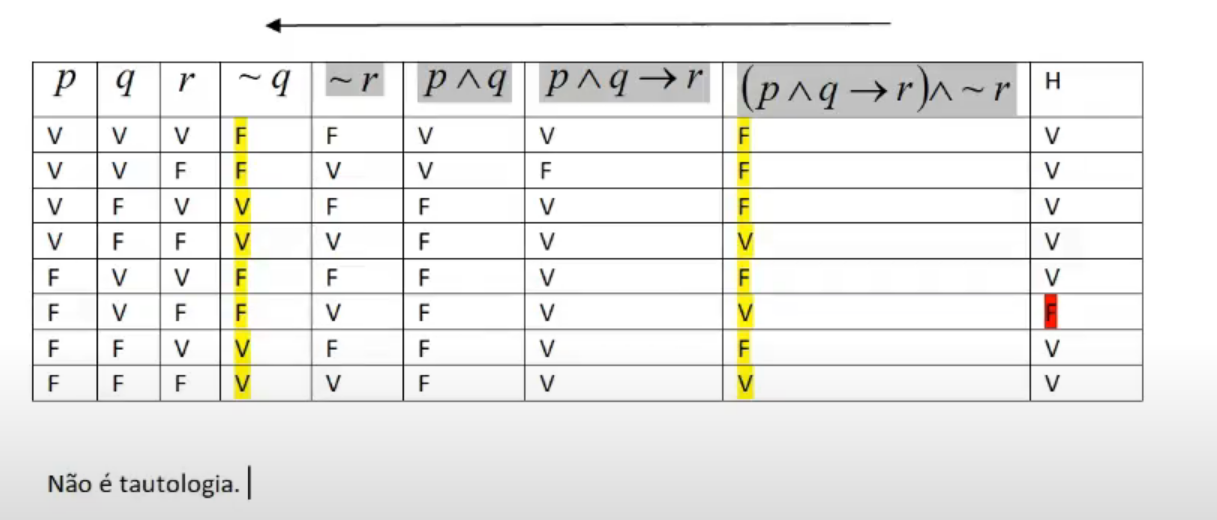 p q r ~ q ~ r p ∧ q p ∧ q → r (p ∧ q → r) ∧ ~ r H
V V V F F V V F V
V V F F V V F F V
V F V V F F V F V
V F F V V F V V V
F V V F F F V F V
F V F F V F V V F
F F V V F F V F V
F F F V V F V V V
Não é tautologia.